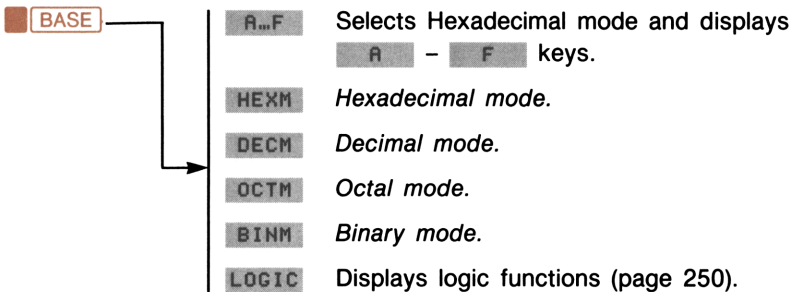 BASE
A…F Selects Hexadecimal mode and displays
A – F keys.
HEXM Hexadecimal mode.
DECM Decimal mode.
OCTM Octal mode.
BINM Binary mode.
LOGIC Displays logic functions (page 250).